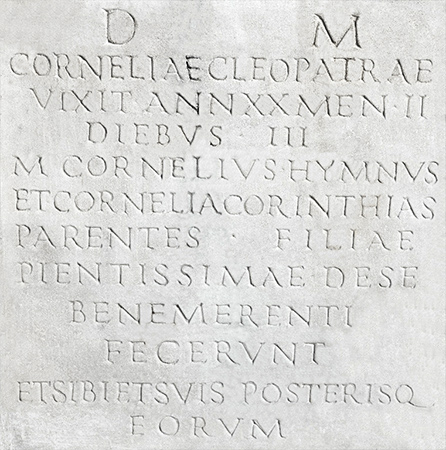 D M
CORNELIAE CLEOPATRAE
VIXIT·ANN XX MEN·II
DIEBVS III
M CORNELIVS·HYMNVS
ET CORNELIA CORINTHIAS
PARENTES · FILIAE
PIENTISSIMAE DE SE
BENEMERENTI
FECERVNT
ET SIBI ET SVIS POSTERISQ
EORVM